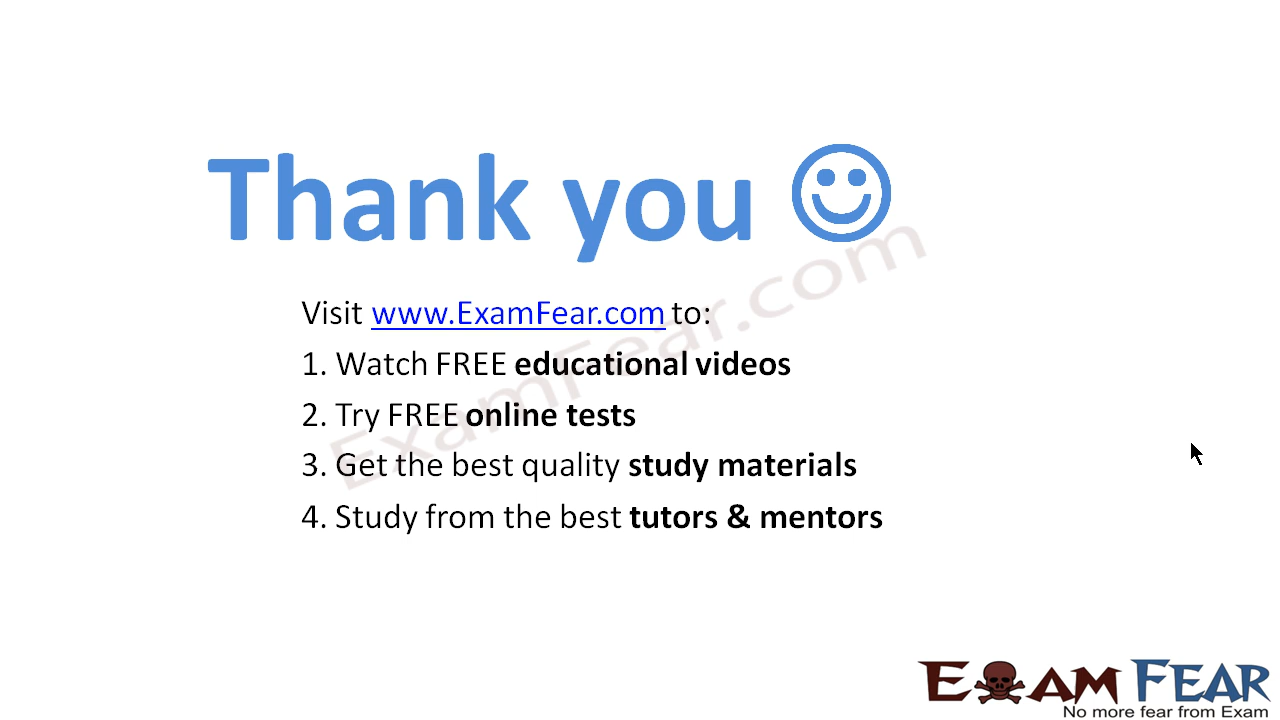 Thank you ☺
Visit www.ExamFear.com to:
1. Watch FREE educational videos
2. Try FREE online tests
3. Get the best quality study materials
4. Study from the best tutors & mentors
ExamFear.com
EXAM FEAR
No more fear from Exam